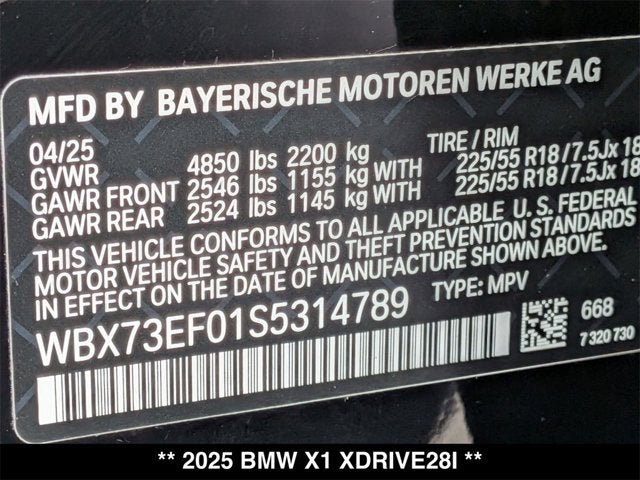 MFD BY BAYERISCHE MOTOREN WERKE AG
04/25 TIRE / RIM
GVWR 4850 lbs 2200 kg
GAWR FRONT 2546 lbs 1155 kg WITH 225/55 R18 / 7.5Jx 18
GAWR REAR 2524 lbs 1145 kg WITH 225/55 R18 / 7.5Jx 18
THIS VEHICLE CONFORMS TO ALL APPLICABLE U. S. FEDERAL
MOTOR VEHICLE SAFETY AND THEFT PREVENTION STANDARDS
IN EFFECT ON THE DATE OF MANUFACTURE SHOWN ABOVE.
WBX73EF01S5314789 TYPE: MPV
668
7 320 730
** 2025 BMW X1 XDRIVE28I **